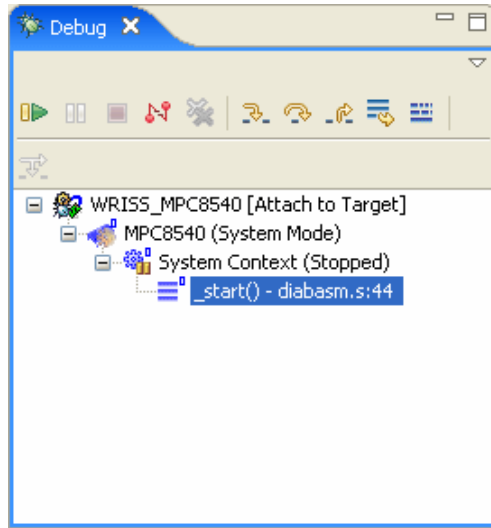 Debug
WRISS_MPC8540 [Attach to Target]
MPC8540 (System Mode)
System Context (Stopped)
_start() - diabasm.s:44